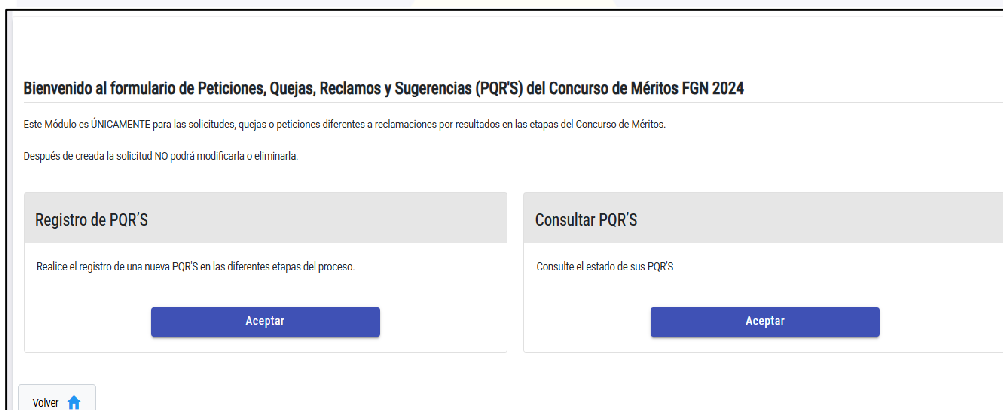 Bienvenido al formulario de Peticiones, Quejas, Reclamos y Sugerencias (PQR'S) del Concurso de Méritos FGN 2024
Este Módulo es ÚNICAMENTE para las solicitudes, quejas o peticiones diferentes a reclamaciones por resultados en las etapas del Concurso de Méritos.
Después de creada la solicitud NO podrá modificarla o eliminarla.
Registro de PQR'S
Realice el registro de una nueva PQR'S en las diferentes etapas del proceso.
Aceptar
Consultar PQR'S
Consulte el estado de sus PQR'S
Aceptar
Volver